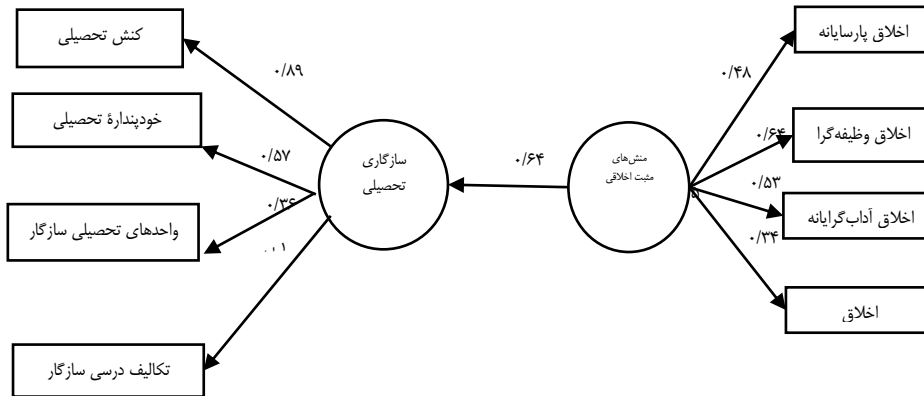 اخلاق پارسایانه
۰/۴۸
اخلاق وظیفه‌گرا
۰/۶۴
۰/۵۳
اخلاق آداب‌گرایانه
۰/۳۴
اخلاق
منش‌های
مثبت اخلاقی
۰/۶۴
سازگاری
تحصیلی
کنش تحصیلی
۰/۸۹
خودپندارۀ تحصیلی
۰/۵۷
۰/۳۶
واحدهای تحصیلی سازگار
تکالیف درسی سازگار